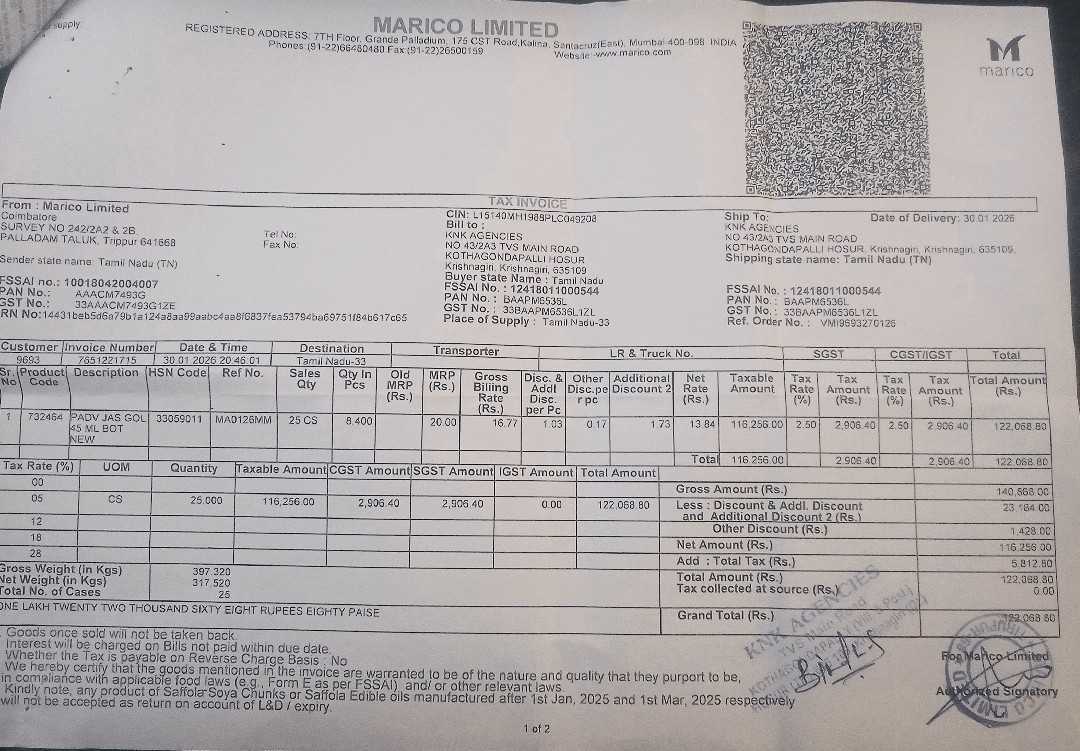 supply
MARICO LIMITED
REGISTERED ADDRESS: 7TH Floor, Grande Palladium, 175 CST Road,Kalina, Santacruz(East), Mumbai-400-098 INDIA
Phones:(91-22)66480480 Fax:(91-22)26500159
Website:-www.marico.com
marico
TAX INVOICE
From : Marico Limited
Coimbatore
SURVEY NO 242/2A2 & 2B,
PALLADAM TALUK, Trippur 641668
Tel No:
Fax No:
Sender state name: Tamil Nadu (TN)
FSSAI no.: 10018042004007
PAN No.: AAACM7493G
GST No.: 33AAACM7493G1ZE
RN No:14431beb5d6a79b1a124a8aa99aabc4aa8f6837fea53794ba69751f84b617c65
CIN: L15140MH1988PLC049208
Bill to :
KNK AGENCIES
NO 43/2A3 TVS MAIN ROAD
KOTHAGONDAPALLI HOSUR
Krishnagiri, Krishnagiri, 635109
Buyer state Name : Tamil Nadu
FSSAI No. : 12418011000544
PAN No. : BAAPM6536L
GST No. : 33BAAPM6536L1ZL
Place of Supply : Tamil Nadu-33
Ship To: Date of Delivery: 30.01.2026
KNK AGENCIES
NO 43/2A3 TVS MAIN ROAD
KOTHAGONDAPALLI HOSUR, Krishnagiri, Krishnagiri, 635109,
Shipping state name: Tamil Nadu (TN)
FSSAI No. : 12418011000544
PAN No. : BAAPM6536L
GST No. : 33BAAPM6536L1ZL
Ref. Order No. : VMI9693270126
Customer Invoice Number Date & Time Destination Transporter LR & Truck No. SGST CGST/IGST Total
9693 7651221715 30.01.2026 20:46:01 Tamil Nadu-33
Sr. No Product Code Description HSN Code Ref No. Sales Qty Qty In Pcs Old MRP (Rs.) MRP (Rs.) Gross Billing Rate (Rs.) Disc. & Addl Disc. per Pc Other Disc.pe r pc Additional Discount 2 Net Rate (Rs.) Taxable Amount Tax Rate (%) Tax Amount (Rs.) Tax Rate (%) Tax Amount (Rs.) Total Amount (Rs.)
1 732464 PADV JAS GOL 45 ML BOT NEW 33059011 MA0126MM 25 CS 8,400 20.00 16.77 1.03 0.17 1.73 13.84 116,256.00 2.50 2,906.40 2.50 2,906.40 122,068.80
Total 116,256.00 2,906.40 2,906.40 122,068.80
Tax Rate (%) UOM Quantity Taxable Amount CGST Amount SGST Amount IGST Amount Total Amount
00
05 CS 25.000 116,256.00 2,906.40 2,906.40 0.00 122,068.80
12
18
28
Gross Amount (Rs.) 140,868.00
Less : Discount & Addl. Discount and Additional Discount 2 (Rs.) 23,184.00
Other Discount (Rs.) 1,428.00
Net Amount (Rs.) 116,256.00
Add : Total Tax (Rs.) 5,812.80
Total Amount (Rs.) 122,068.80
Tax collected at source (Rs.) 0.00
Grand Total (Rs.) 122,068.80
Gross Weight (in Kgs) 397.320
Net Weight (in Kgs) 317.520
Total No. of Cases 25
ONE LAKH TWENTY TWO THOUSAND SIXTY EIGHT RUPEES EIGHTY PAISE
Goods once sold will not be taken back.
Interest will be charged on Bills not paid within due date.
Whether the Tax is payable on Reverse Charge Basis : No
We hereby certify that the goods mentioned in the invoice are warranted to be of the nature and quality that they purport to be,
in compliance with applicable food laws (e.g., Form E as per FSSAI) and/ or other relevant laws.
Kindly note, any product of Saffola Soya Chunks or Saffola Edible oils manufactured after 1st Jan, 2025 and 1st Mar, 2025 respectively
will not be accepted as return on account of L&D / expiry.
KNK AGENCIES
For Marico Limited
Authorized Signatory
1 of 2